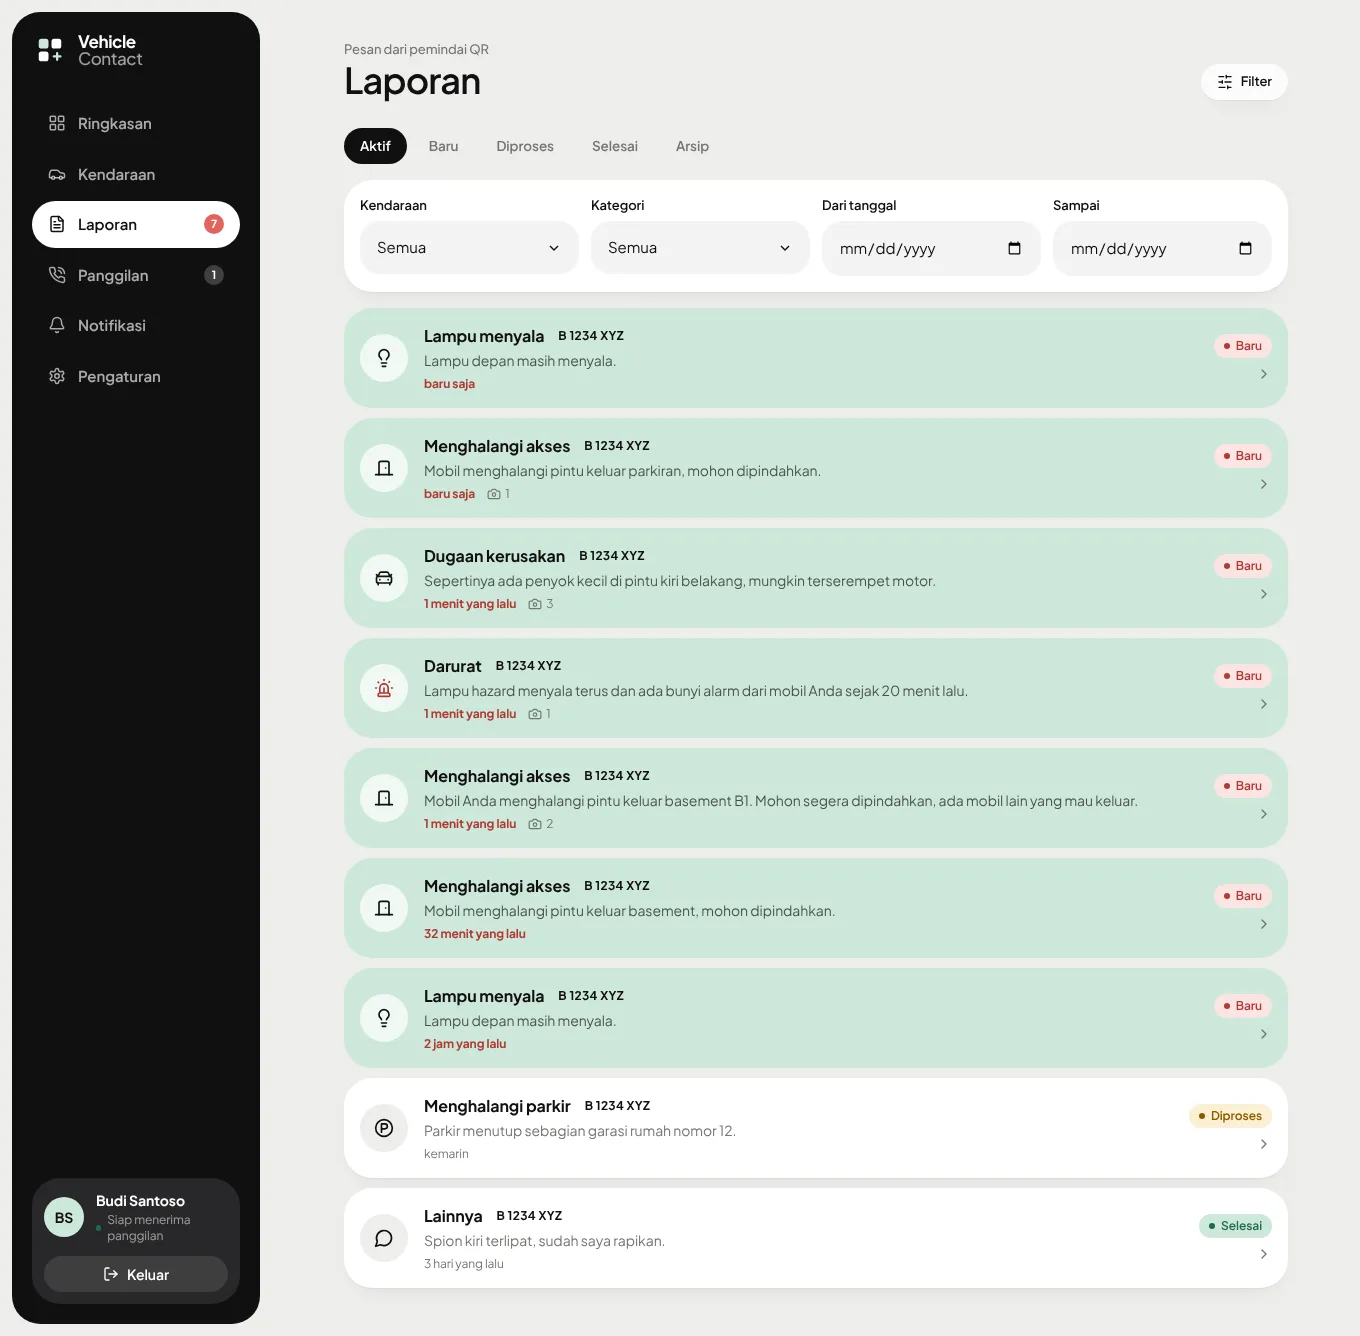 Vehicle
Contact
Ringkasan
Kendaraan
Laporan 7
Panggilan 1
Notifikasi
Pengaturan
BS
Budi Santoso
Siap menerima
panggilan
Keluar
Pesan dari pemindai QR
Laporan
Filter
Aktif Baru Diproses Selesai Arsip
Kendaraan Kategori Dari tanggal Sampai
Semua Semua mm/dd/yyyy mm/dd/yyyy
Lampu menyala B 1234 XYZ
Baru
Lampu depan masih menyala.
baru saja
Menghalangi akses B 1234 XYZ
Baru
Mobil menghalangi pintu keluar parkiran, mohon dipindahkan.
baru saja 1
Dugaan kerusakan B 1234 XYZ
Baru
Sepertinya ada penyok kecil di pintu kiri belakang, mungkin terserempet motor.
1 menit yang lalu 3
Darurat B 1234 XYZ
Baru
Lampu hazard menyala terus dan ada bunyi alarm dari mobil Anda sejak 20 menit lalu.
1 menit yang lalu 1
Menghalangi akses B 1234 XYZ
Baru
Mobil Anda menghalangi pintu keluar basement B1. Mohon segera dipindahkan, ada mobil lain yang mau keluar.
1 menit yang lalu 2
Menghalangi akses B 1234 XYZ
Baru
Mobil menghalangi pintu keluar basement, mohon dipindahkan.
32 menit yang lalu
Lampu menyala B 1234 XYZ
Baru
Lampu depan masih menyala.
2 jam yang lalu
Menghalangi parkir B 1234 XYZ
Diproses
Parkir menutup sebagian garasi rumah nomor 12.
kemarin
Lainnya B 1234 XYZ
Selesai
Spion kiri terlipat, sudah saya rapikan.
3 hari yang lalu